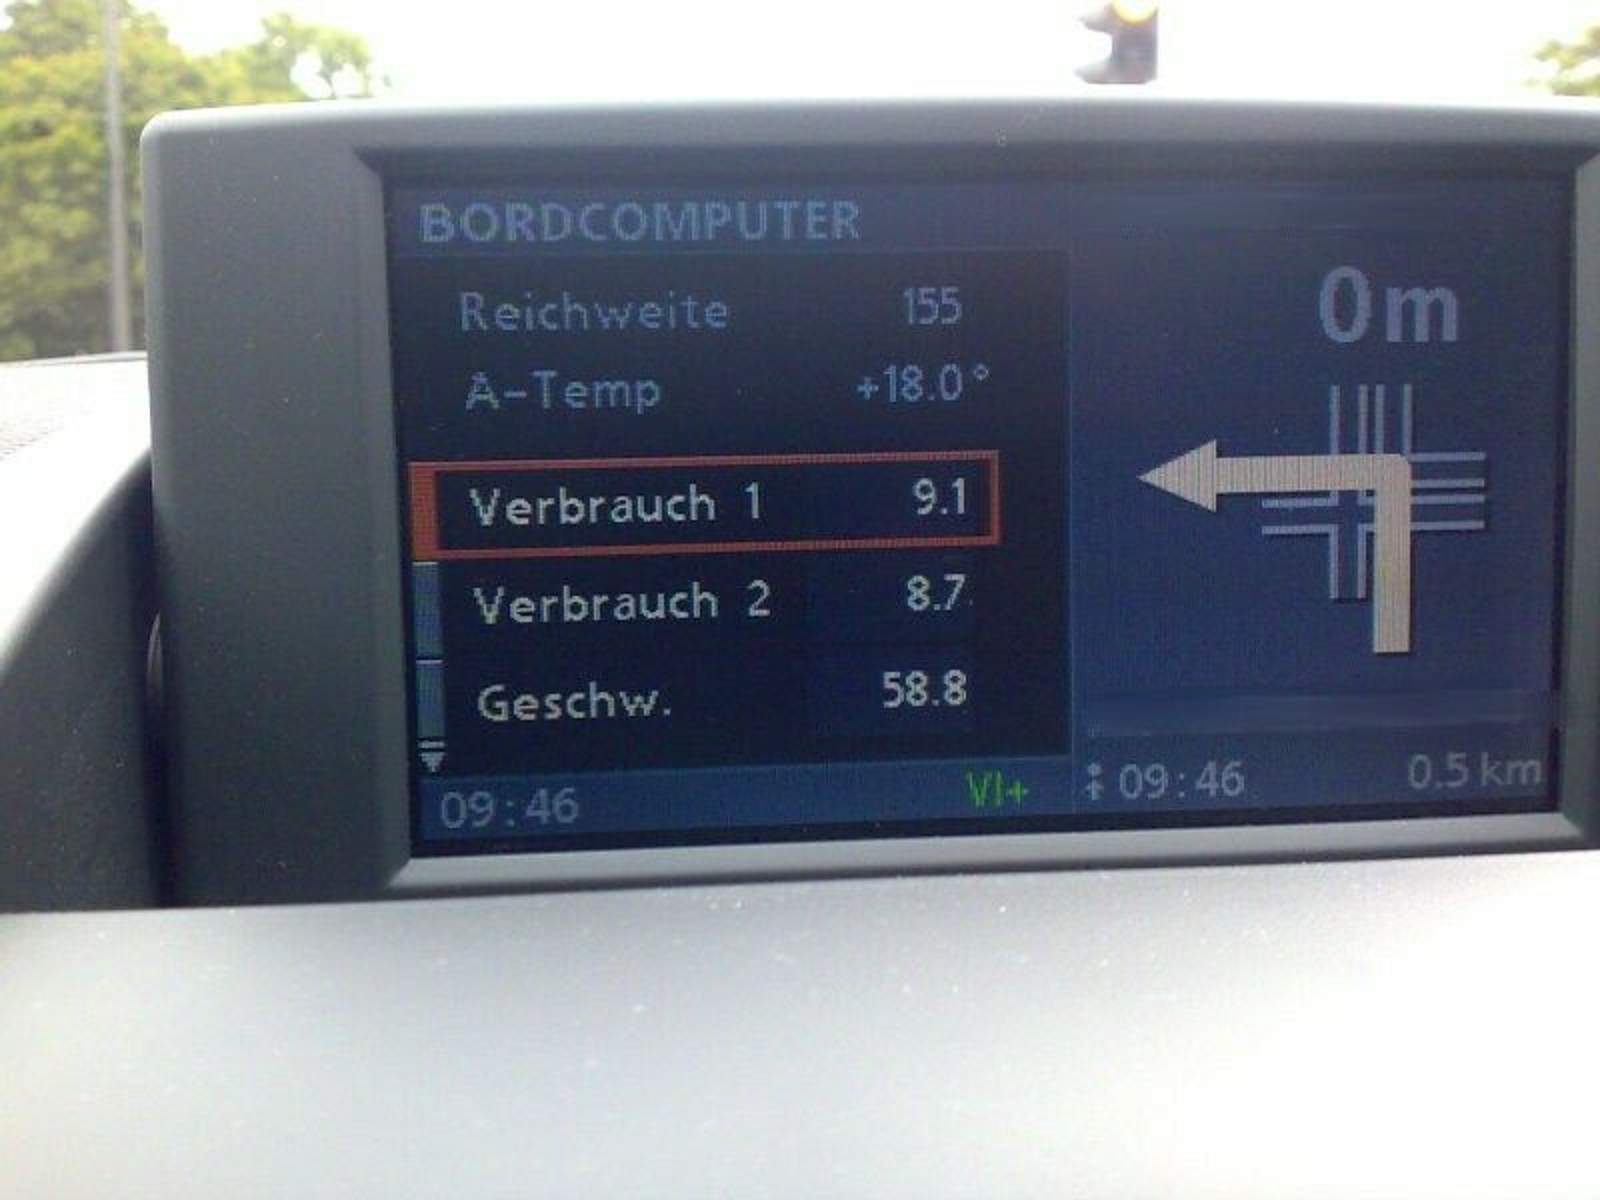 BORDCOMPUTER
Reichweite 155
A-Temp +18.0°
Verbrauch 1 9.1
Verbrauch 2 8.7
Geschw. 58.8
09:46 VI+
0m
09:46 0.5 km